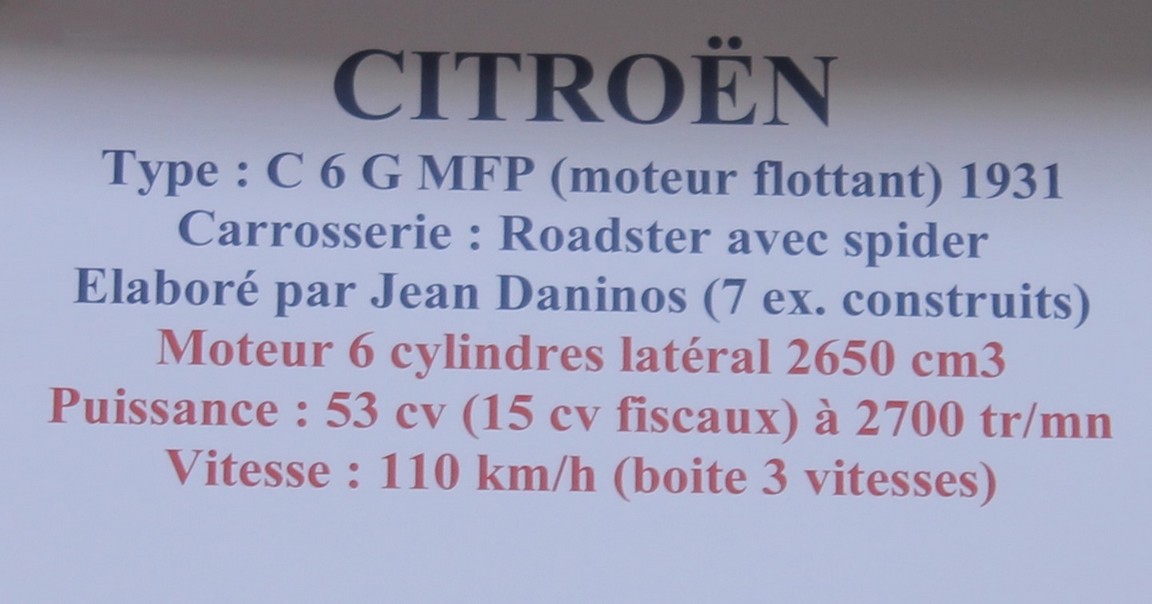 CITROËN
Type : C 6 G MFP (moteur flottant) 1931
Carrosserie : Roadster avec spider
Elaboré par Jean Daninos (7 ex. construits)
Moteur 6 cylindres latéral 2650 cm3
Puissance : 53 cv (15 cv fiscaux) à 2700 tr/mn
Vitesse : 110 km/h (boite 3 vitesses)